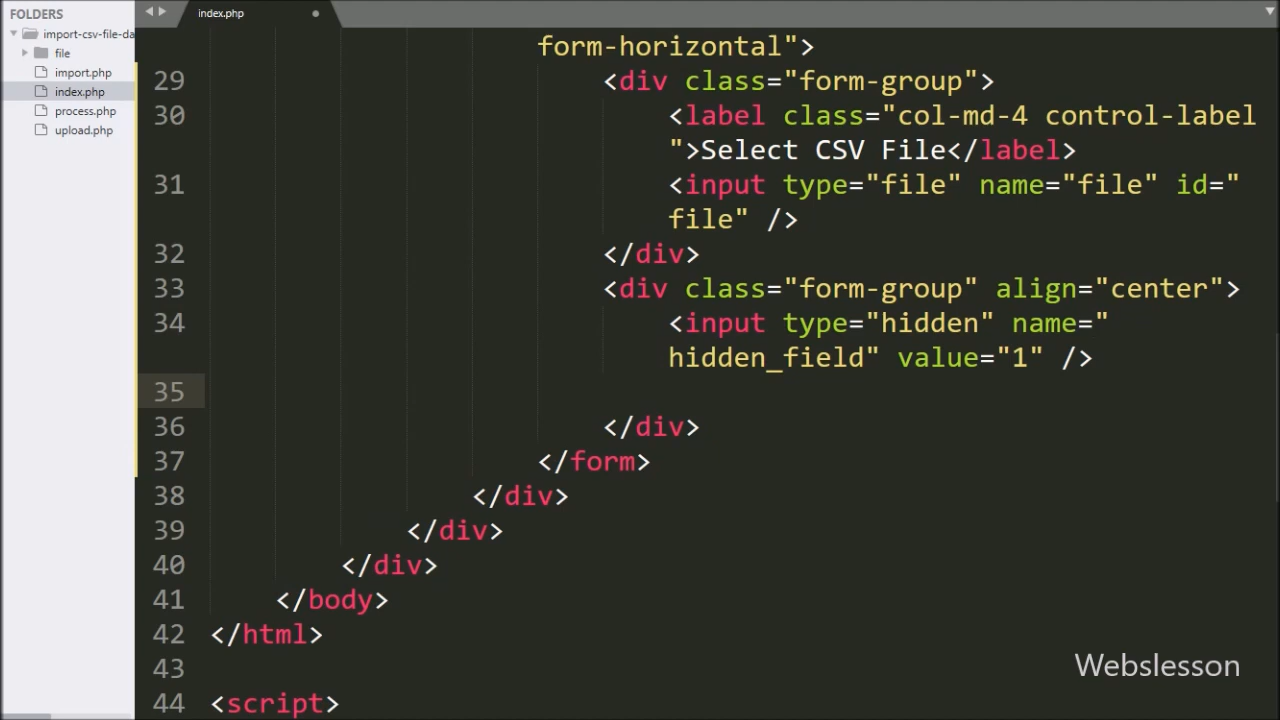 FOLDERS
import-csv-file-da
file
import.php
index.php
process.php
upload.php
index.php
form-horizontal">
29 <div class="form-group">
30 <label class="col-md-4 control-label
">Select CSV File</label>
31 <input type="file" name="file" id="
file" />
32 </div>
33 <div class="form-group" align="center">
34 <input type="hidden" name="
hidden_field" value="1" />
35
36 </div>
37 </form>
38 </div>
39 </div>
40 </div>
41 </body>
42 </html>
43
44 <script>
Webslesson